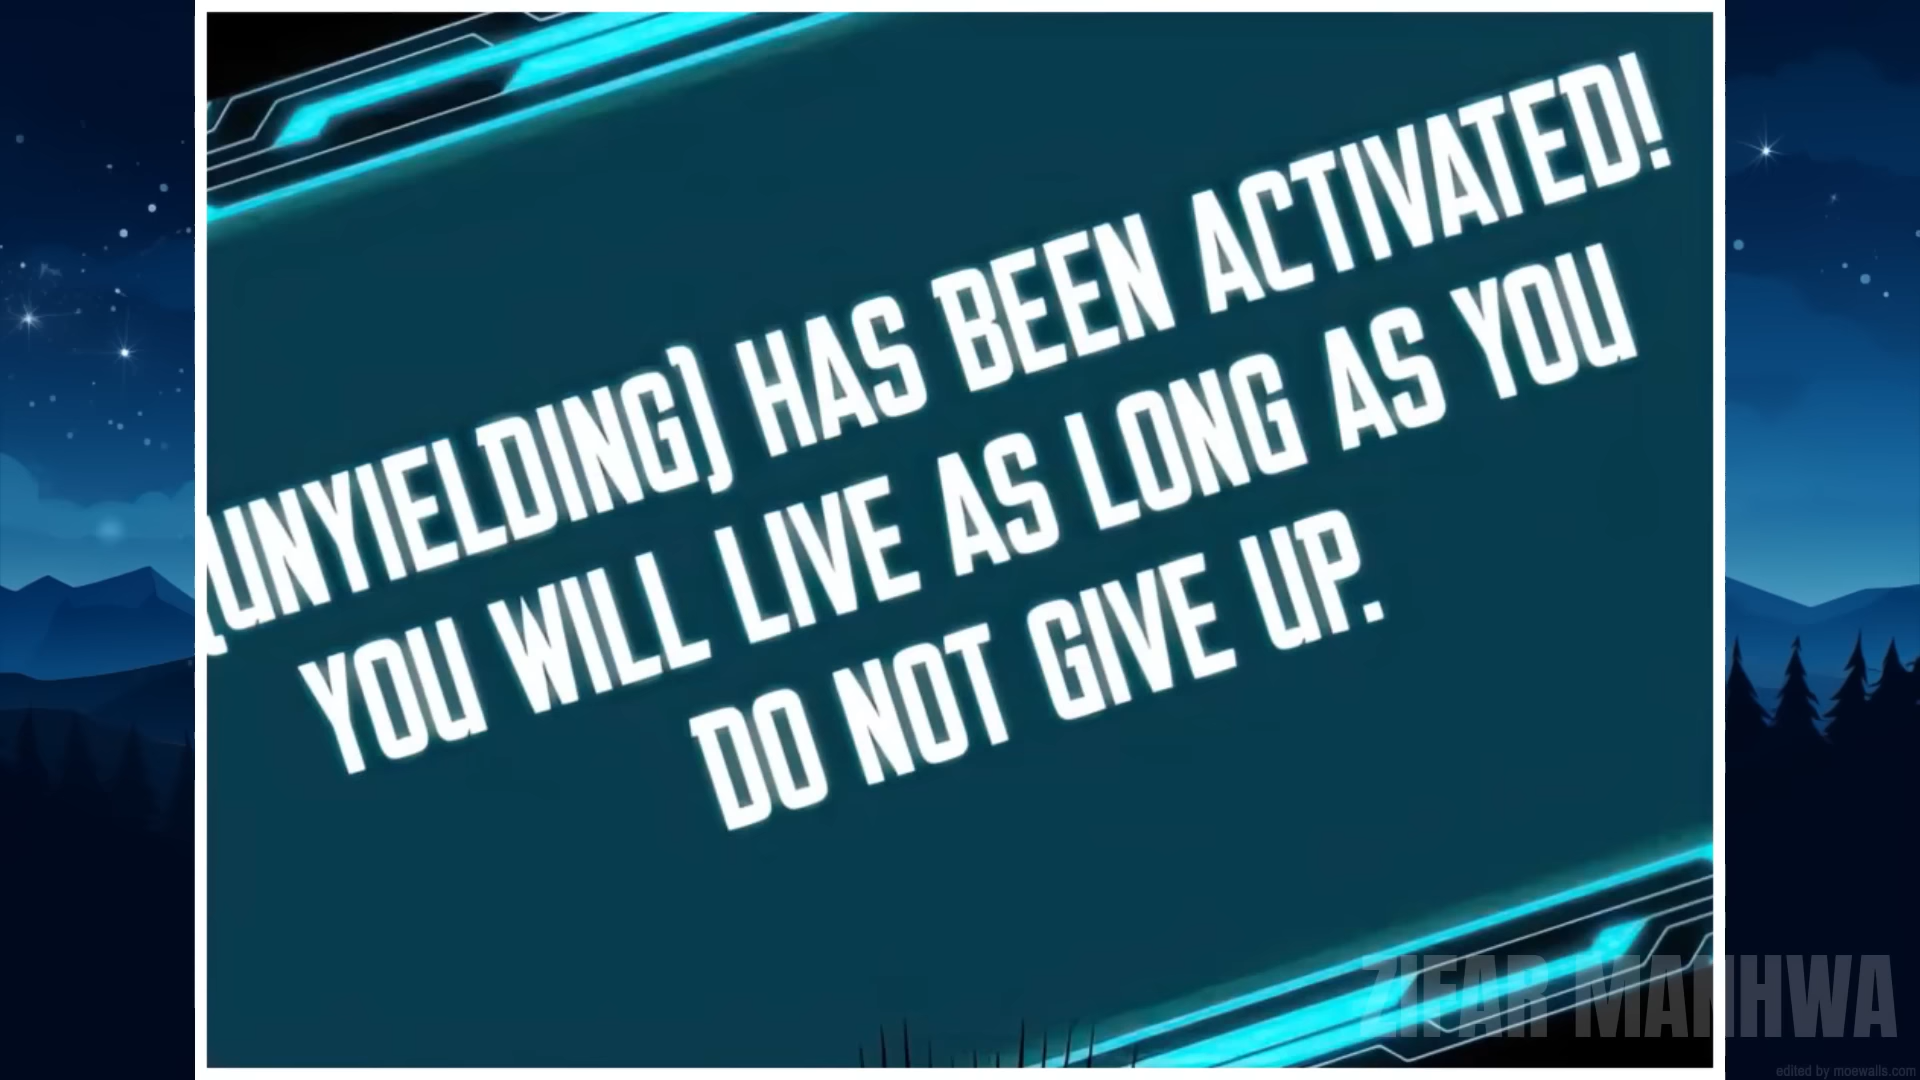 [UNYIELDING] HAS BEEN ACTIVATED!
YOU WILL LIVE AS LONG AS YOU
DO NOT GIVE UP.
ZIFAR MANHWA
edited by moewalls.com